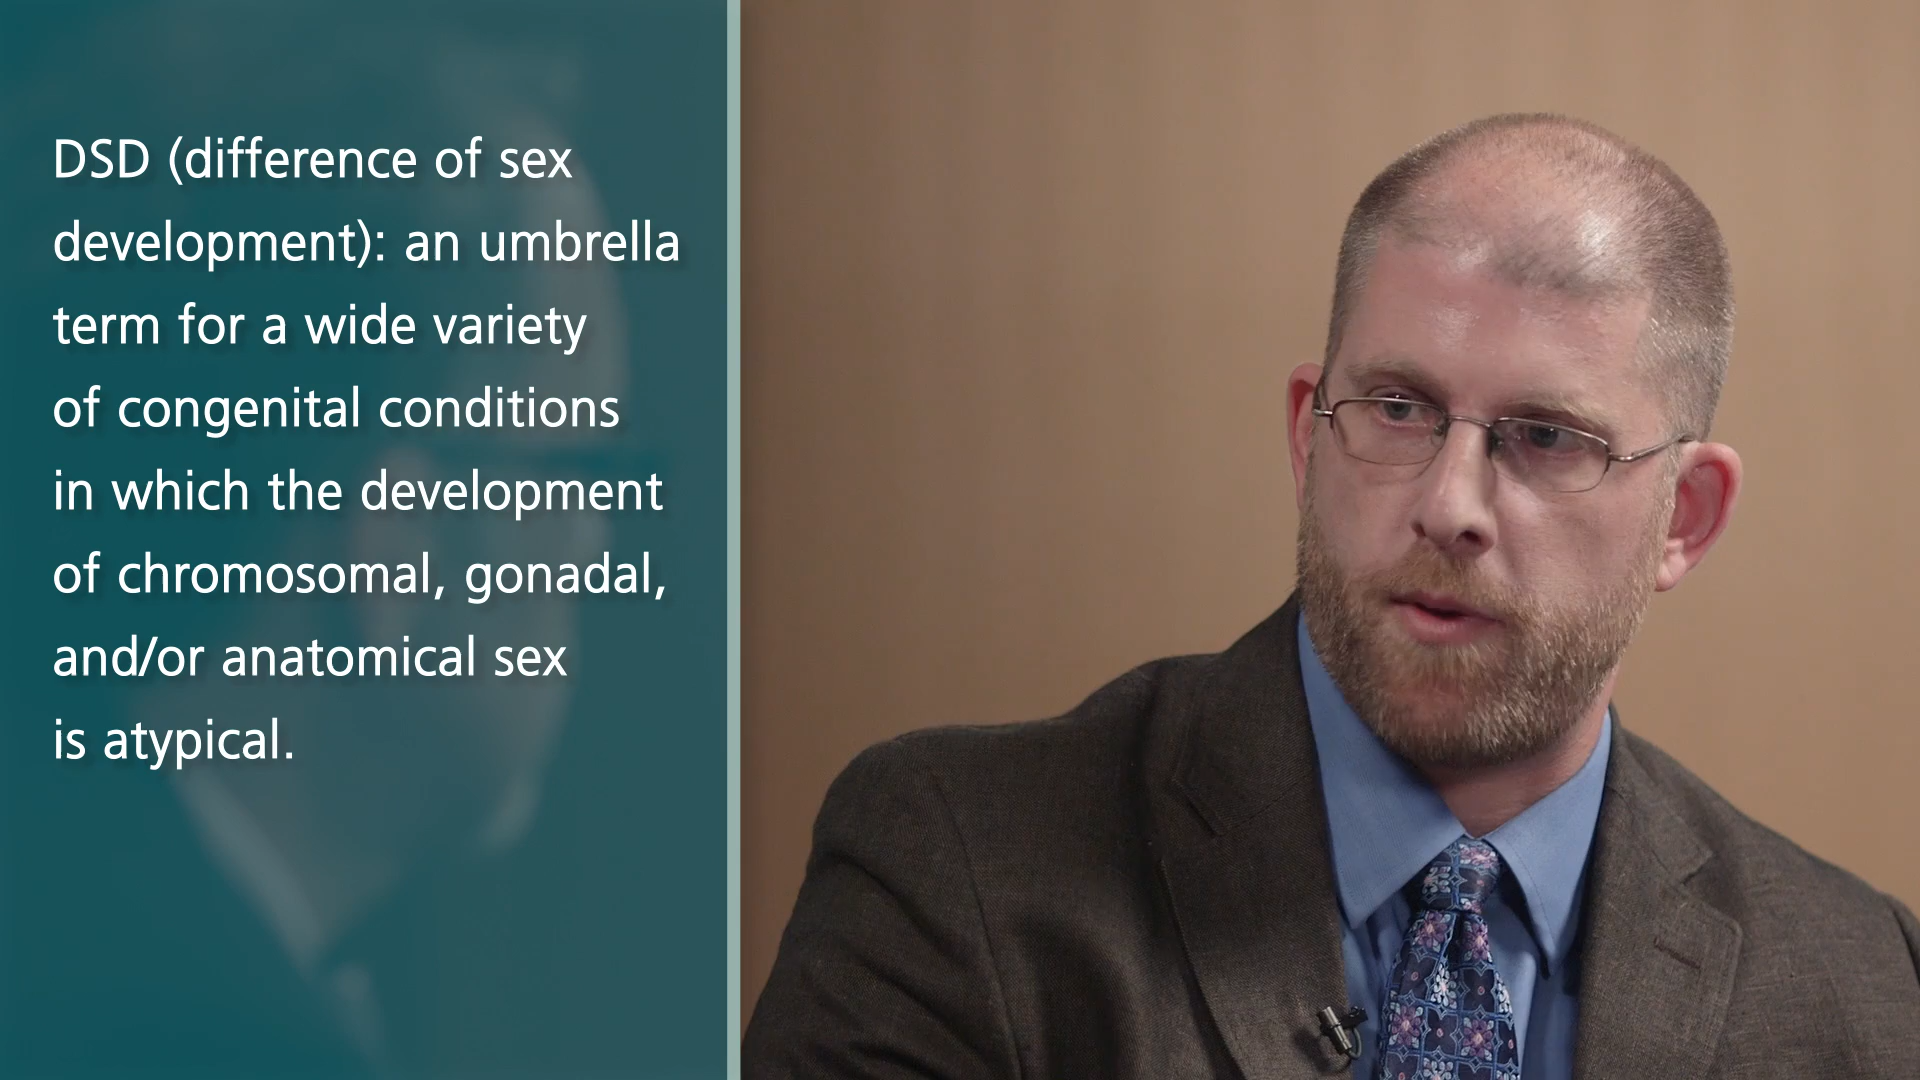 DSD (difference of sex
development): an umbrella
term for a wide variety
of congenital conditions
in which the development
of chromosomal, gonadal,
and/or anatomical sex
is atypical.